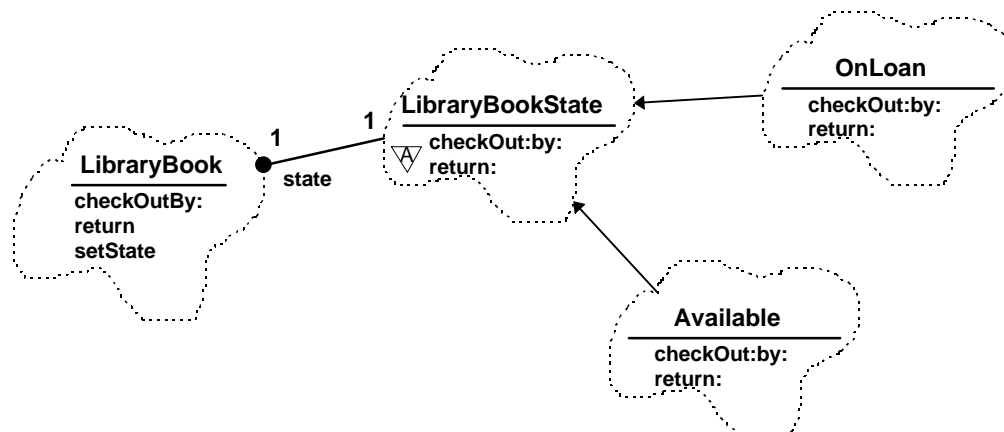 LibraryBook
checkOutBy:
return
setState
1
state
1
LibraryBookState
A
checkOut:by:
return:
OnLoan
checkOut:by:
return:
Available
checkOut:by:
return: